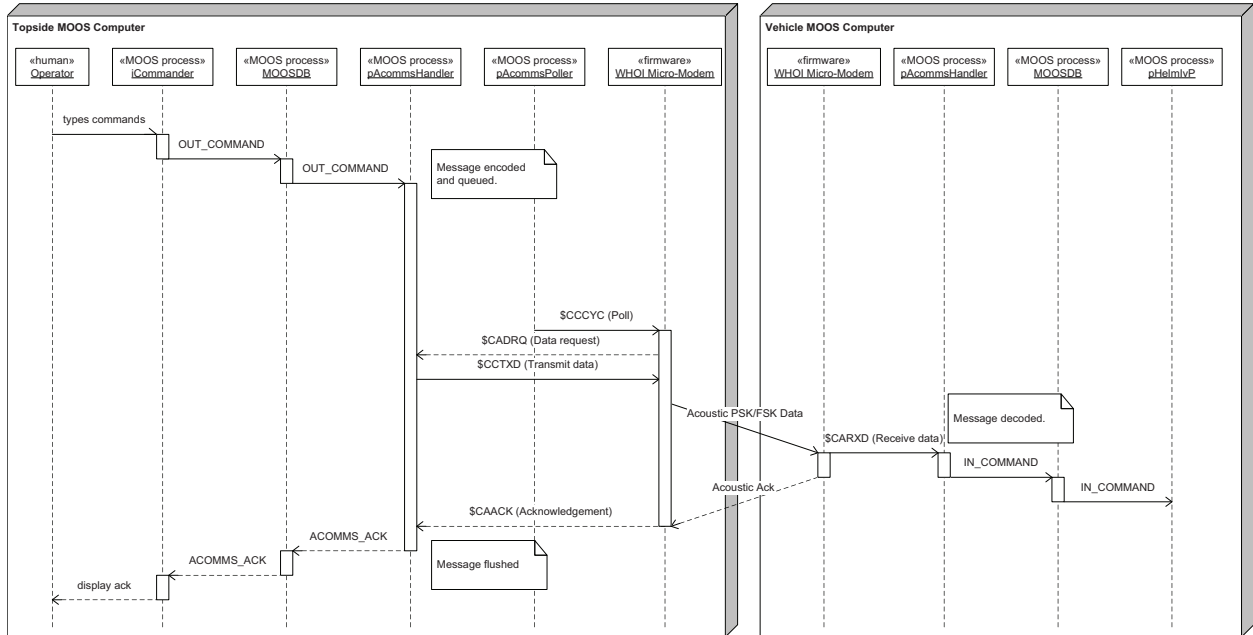 Topside MOOS Computer
Vehicle MOOS Computer
«human»
Operator
«MOOS process»
iCommander
«MOOS process»
MOOSDB
«MOOS process»
pAcommsHandler
«MOOS process»
pAcommsPoller
«firmware»
WHOI Micro-Modem
«firmware»
WHOI Micro-Modem
«MOOS process»
pAcommsHandler
«MOOS process»
MOOSDB
«MOOS process»
pHelmIvP
types commands
OUT_COMMAND
OUT_COMMAND
Message encoded
and queued.
$CCCYC (Poll)
$CADRQ (Data request)
$CCTXD (Transmit data)
Acoustic PSK/FSK Data
Message decoded.
$CARXD (Receive data)
IN_COMMAND
IN_COMMAND
Acoustic Ack
$CAACK (Acknowledgement)
ACOMMS_ACK
Message flushed
ACOMMS_ACK
display ack